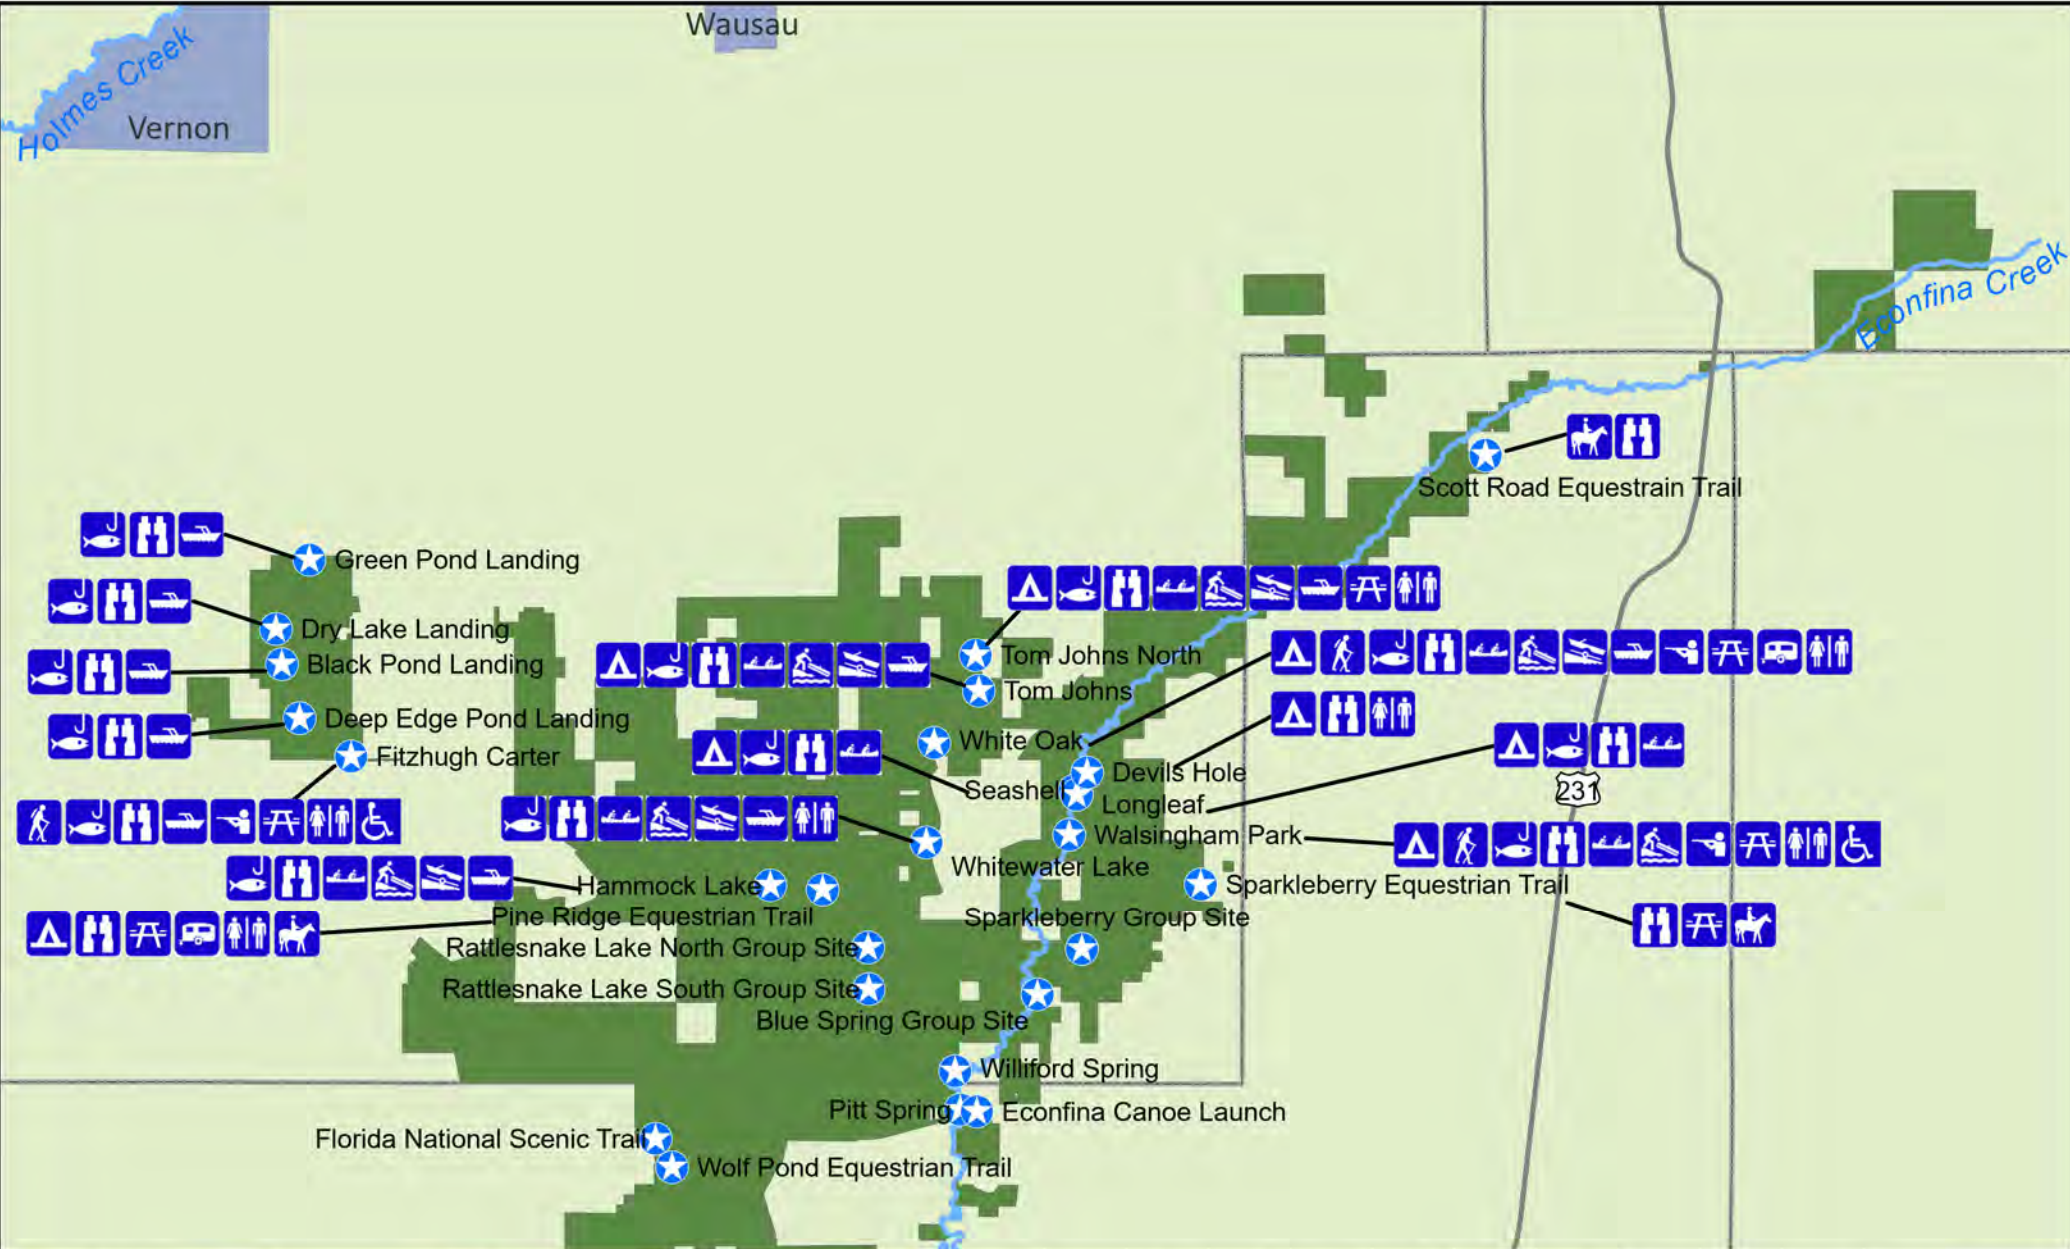 Wausau
Holmes Creek
Vernon
Econfina Creek
Scott Road Equestrain Trail
Green Pond Landing
Dry Lake Landing
Black Pond Landing
Deep Edge Pond Landing
Fitzhugh Carter
Tom Johns North
Tom Johns
White Oak
Devils Hole
Seashell
Longleaf
231
Walsingham Park
Whitewater Lake
Hammock Lake
Sparkleberry Equestrian Trail
Pine Ridge Equestrian Trail
Sparkleberry Group Site
Rattlesnake Lake North Group Site
Rattlesnake Lake South Group Site
Blue Spring Group Site
Williford Spring
Pitt Spring
Econfina Canoe Launch
Florida National Scenic Trail
Wolf Pond Equestrian Trail